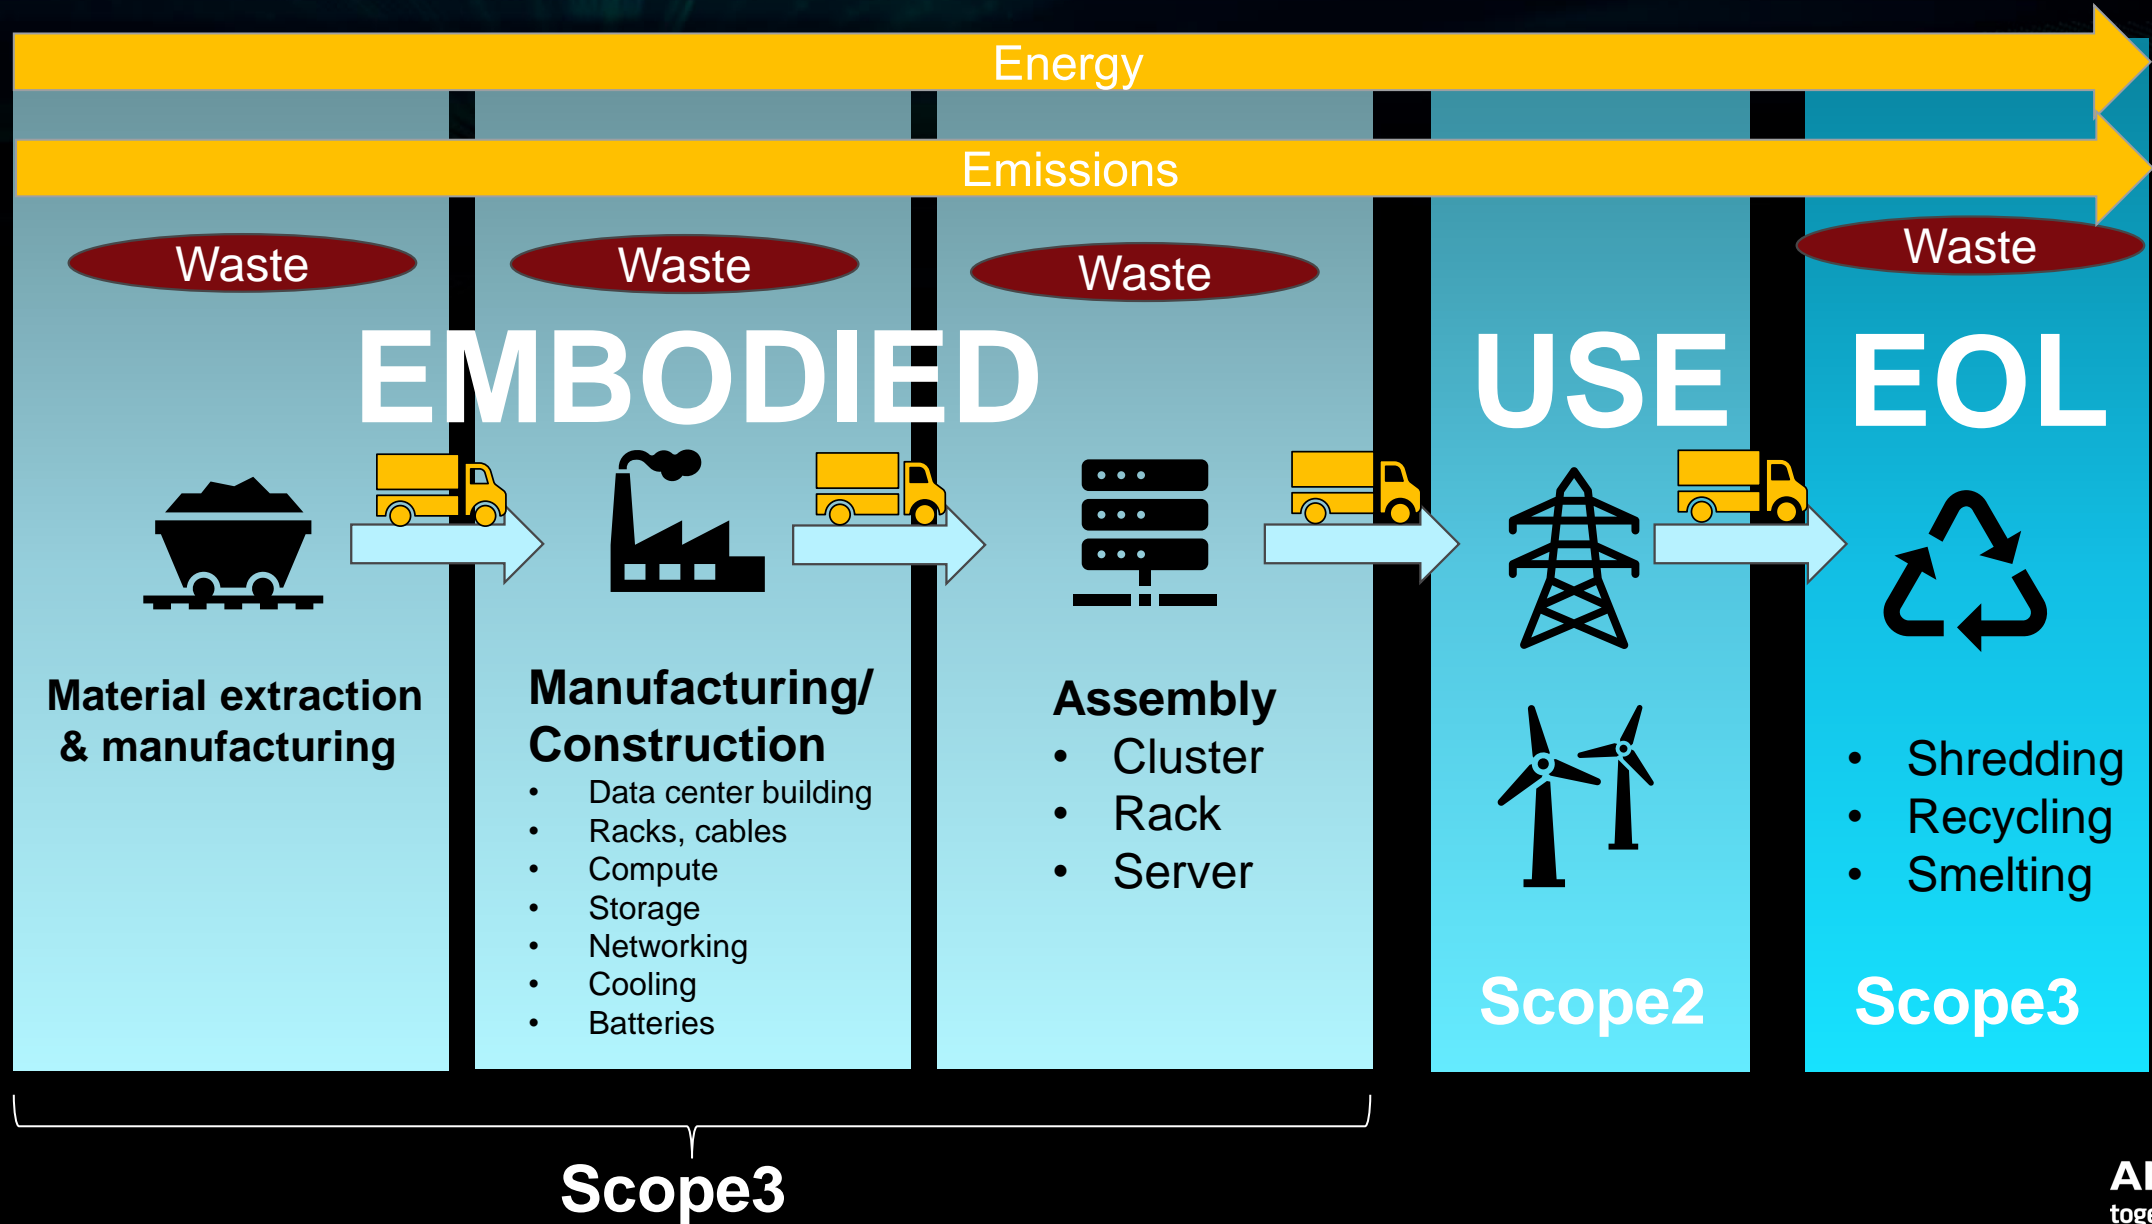 Energy
Emissions
Waste
Waste
Waste
Waste
EMBODIED
USE
EOL
Material extraction
& manufacturing
Manufacturing/
Construction
• Data center building
• Racks, cables
• Compute
• Storage
• Networking
• Cooling
• Batteries
Assembly
• Cluster
• Rack
• Server
• Shredding
• Recycling
• Smelting
Scope2
Scope3
Scope3